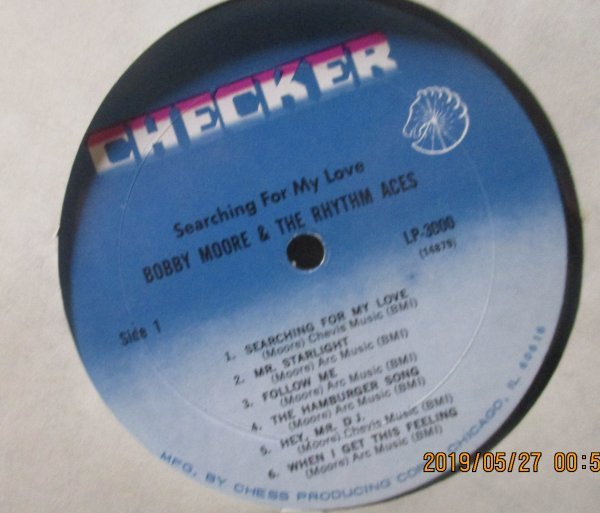 CHECKER
Searching For My Love
BOBBY MOORE & THE RHYTHM ACES
LP-3000
(14879)
Side 1
1. SEARCHING FOR MY LOVE
(Moore) Chevis Music (BMI)
2. MR. STARLIGHT
(Moore) Arc Music (BMI)
3. FOLLOW ME
(Moore) Arc Music (BMI)
4. THE HAMBURGER SONG
(Moore) Arc Music (BMI)
5. HEY, MR. D.J.
(Moore) Chevis Music (BMI)
6. WHEN I GET THIS FEELING
(Moore) Arc Music (BMI)
MFG. BY CHESS PRODUCING CORP. CHICAGO, IL 60616
2019/05/27 00:5